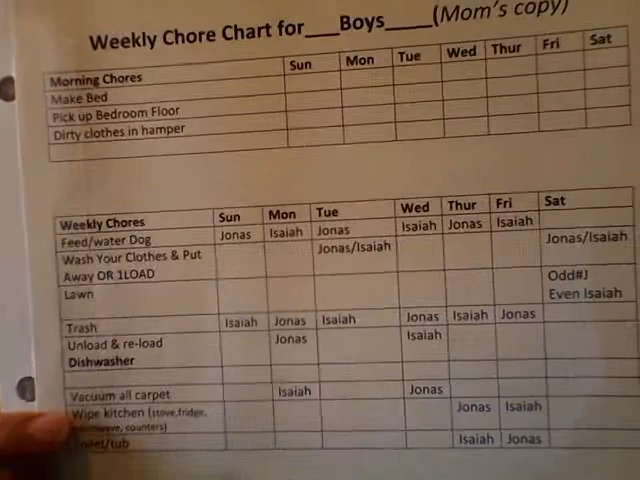 Weekly Chore Chart for___Boys_____(Mom's copy)
Morning Chores Sun Mon Tue Wed Thur Fri Sat
Make Bed
Pick up Bedroom Floor
Dirty clothes in hamper
Weekly Chores Sun Mon Tue Wed Thur Fri Sat
Feed/water Dog Jonas Isaiah Jonas Isaiah Jonas Isaiah
Wash Your Clothes & Put Jonas/Isaiah Jonas/Isaiah
Away OR 1LOAD
Lawn Odd#J
Even Isaiah
Trash Isaiah Jonas Isaiah Jonas Isaiah Jonas
Unload & re-load Jonas Isaiah
Dishwasher
Vacuum all carpet Isaiah Jonas
Wipe kitchen (stove,fridge, Jonas Isaiah
counters)
Isaiah Jonas